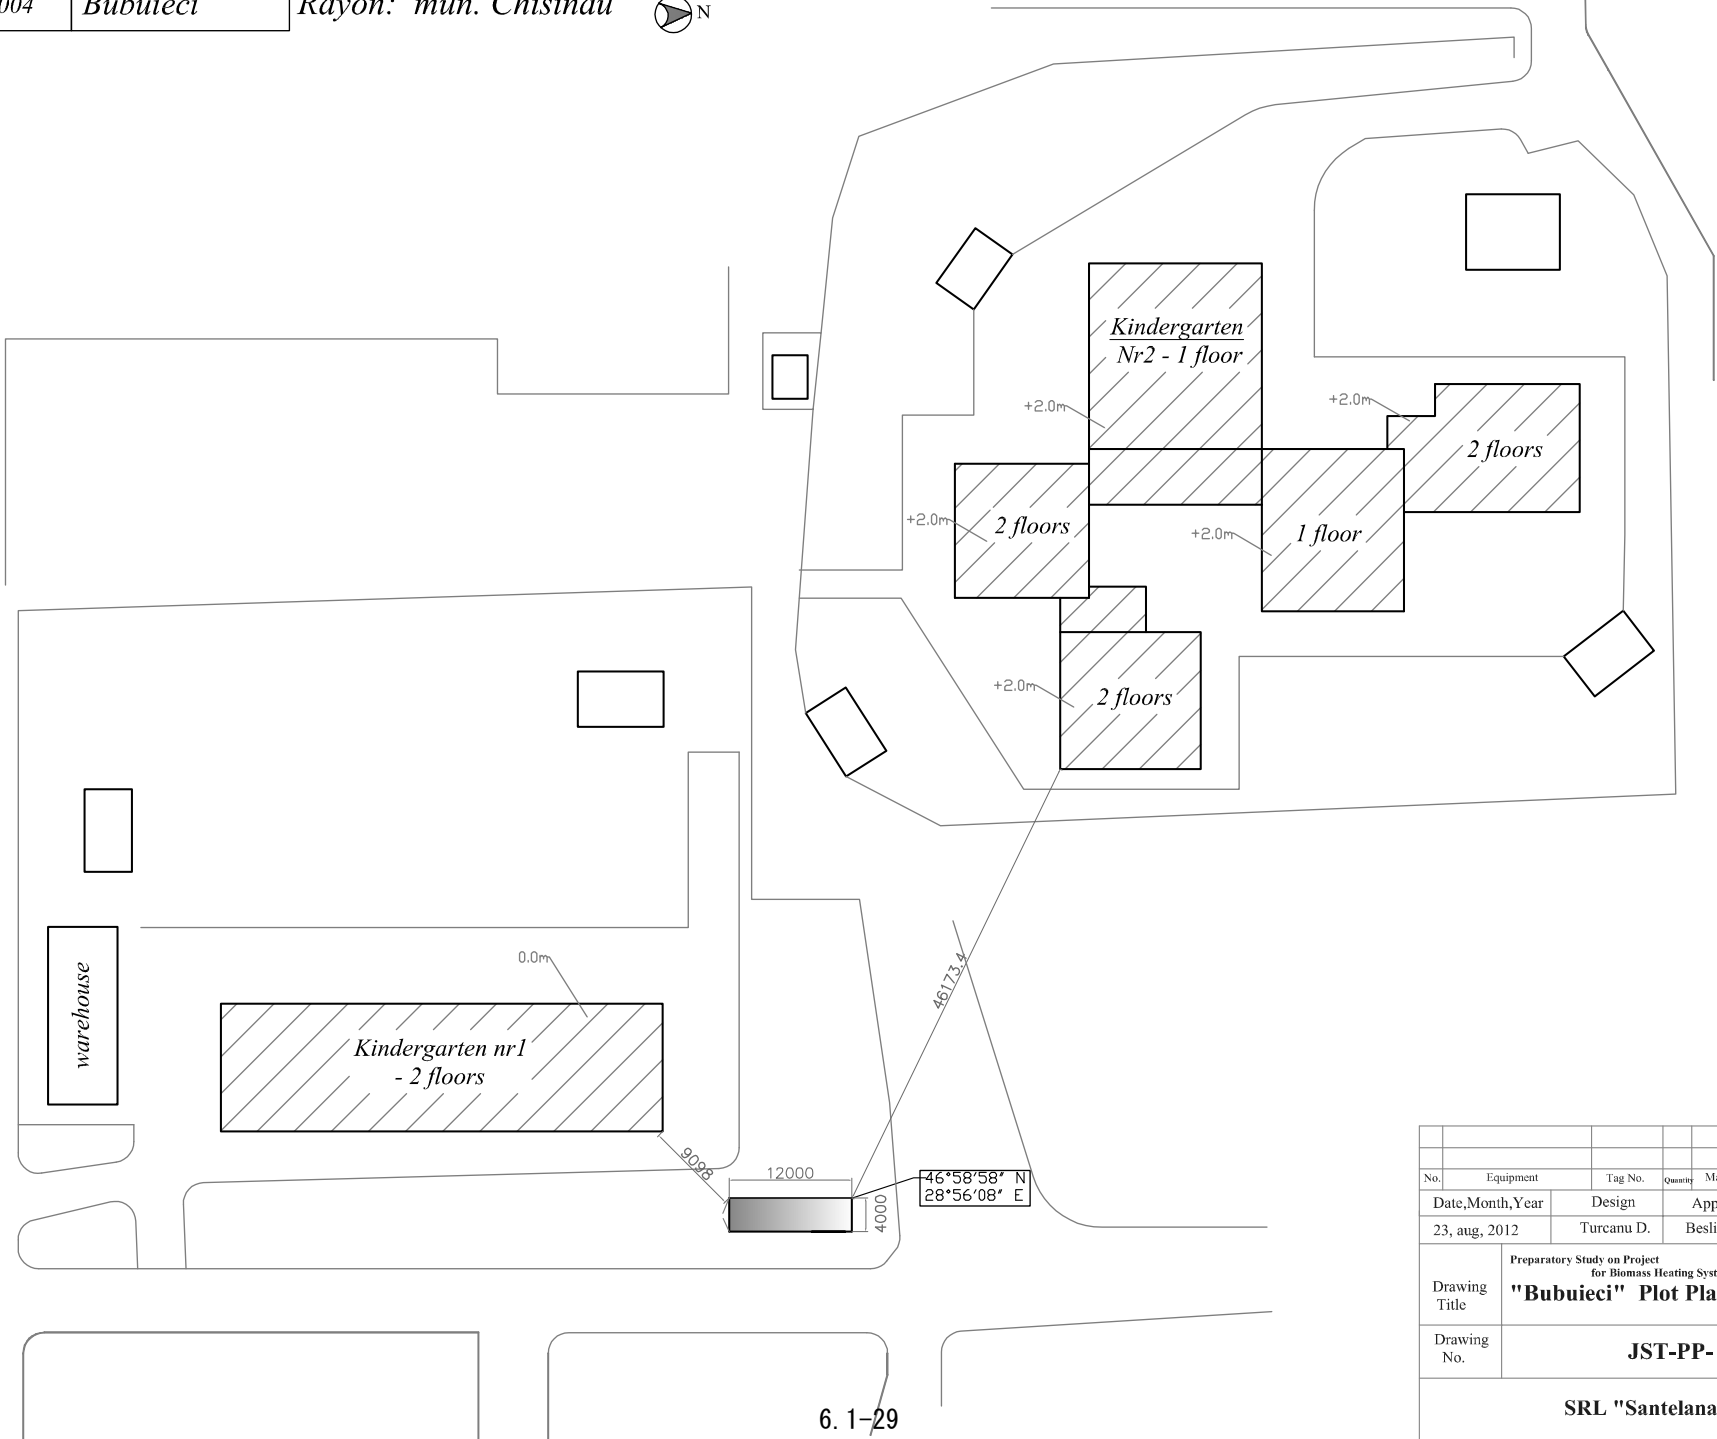 004 Bubuieci Rayon: mun. Chisinau N
Kindergarten
Nr2 - 1 floor
+2.0m
+2.0m
2 floors
+2.0m
2 floors
+2.0m
1 floor
+2.0m
2 floors
0.0m
warehouse
Kindergarten nr1
- 2 floors
46173.4
9098
12000
4000
46°58'58" N
28°56'08" E
No. Equipment Tag No. Quantity Ma
Date,Month,Year Design App
23, aug, 2012 Turcanu D. Besli
Drawing
Title
Preparatory Study on Project
for Biomass Heating Syst
"Bubuieci" Plot Pla
Drawing
No.
JST-PP-
SRL "Santelana
6.1-29